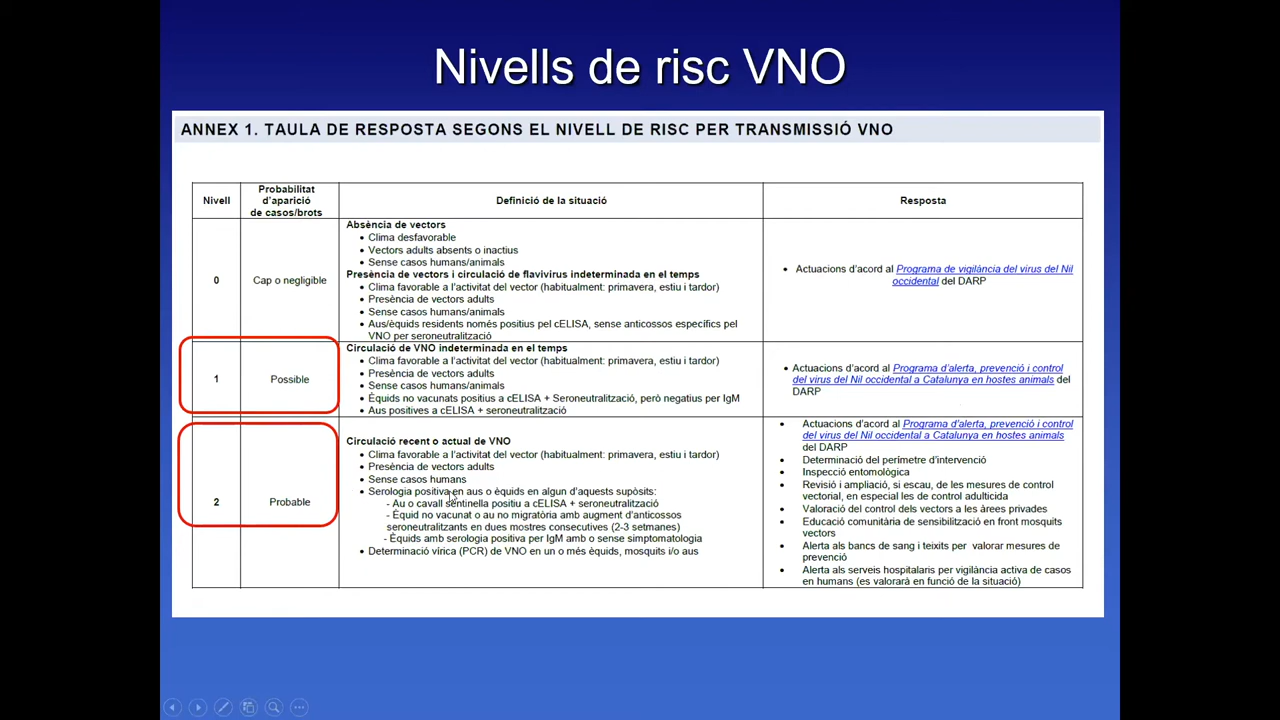 Nivells de risc VNO
ANNEX 1. TAULA DE RESPOSTA SEGONS EL NIVELL DE RISC PER TRANSMISSIÓ VNO
Nivell
Probabilitat
d'aparició
de casos/brots
Definició de la situació
Resposta
0
Cap o negligible
Absència de vectors
• Clima desfavorable
• Vectors adults absents o inactius
• Sense casos humans/animals
Presència de vectors i circulació de flavivirus indeterminada en el temps
• Clima favorable a l'activitat del vector (habitualment: primavera, estiu i tardor)
• Presència de vectors adults
• Sense casos humans/animals
• Aus/èquids residents només positius pel cELISA, sense anticossos específics pel
VNO per seroneutralització
• Actuacions d'acord al Programa de vigilància del virus del Nil
occidental del DARP
1
Possible
Circulació de VNO indeterminada en el temps
• Clima favorable a l'activitat del vector (habitualment: primavera, estiu i tardor)
• Presència de vectors adults
• Sense casos humans/animals
• Èquids no vacunats positius a cELISA + Seroneutralització, però negatius per IgM
• Aus positives a cELISA + seroneutralització
• Actuacions d'acord al Programa d'alerta, prevenció i control
del virus del Nil occidental a Catalunya en hostes animals del
DARP
2
Probable
Circulació recent o actual de VNO
• Clima favorable a l'activitat del vector (habitualment: primavera, estiu i tardor)
• Presència de vectors adults
• Sense casos humans
• Serologia positiva en aus o èquids en algun d'aquests supòsits:
- Au o cavall sentinella positiu a cELISA + seroneutralització
- Èquid no vacunat o au no migratòria amb augment d'anticossos
seroneutralitzants en dues mostres consecutives (2-3 setmanes)
- Èquids amb serologia positiva per IgM amb o sense simptomatologia
• Determinació vírica (PCR) de VNO en un o més èquids, mosquits i/o aus
• Actuacions d'acord al Programa d'alerta, prevenció i control
del virus del Nil occidental a Catalunya en hostes animals
del DARP
• Determinació del perímetre d'intervenció
• Inspecció entomològica
• Revisió i ampliació, si escau, de les mesures de control
vectorial, en especial les de control adulticida
• Valoració del control dels vectors a les àrees privades
• Educació comunitària de sensibilització en front mosquits
vectors
• Alerta als bancs de sang i teixits per valorar mesures de
prevenció
• Alerta als serveis hospitalaris per vigilància activa de casos
en humans (es valorarà en funció de la situació)